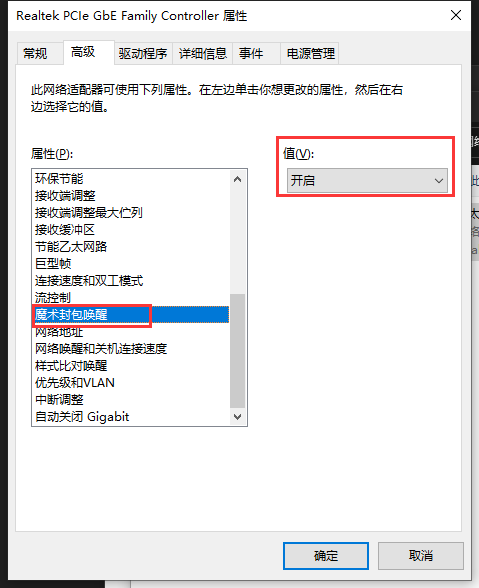 Realtek PCIe GbE Family Controller 属性
常规 高级 驱动程序 详细信息 事件 电源管理
此网络适配器可使用下列属性。在左边单击你想更改的属性，然后在右
边选择它的值。
属性(P):
值(V):
开启
环保节能
接收端调整
接收端调整最大伫列
接收缓冲区
节能乙太网路
巨型帧
连接速度和双工模式
流控制
魔术封包唤醒
网络地址
网络唤醒和关机连接速度
样式比对唤醒
优先级和VLAN
中断调整
自动关闭 Gigabit
确定 取消